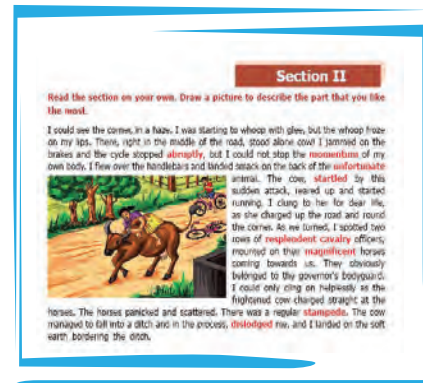 Section II
Read the section on your own. Draw a picture to describe the part that you like
the most.
I could see the corner, in a haze. I was starting to whoop with glee, but the whoop froze
on my lips. There, right in the middle of the road, stood alone cow! I jammed on the
brakes and the cycle stopped abruptly, but I could not stop the momentum of my
own body. I flew over the handlebars and landed smack on the back of the unfortunate
animal. The cow, startled by this
sudden attack, reared up and started
running. I clung to her for dear life,
as she charged up the road and round
the corner. As we turned, I spotted two
rows of resplendent cavalry officers,
mounted on their magnificent horses
coming towards us. They obviously
belonged to the governor's bodyguard.
I could only cling on helplessly as the
frightened cow charged straight at the
horses. The horses panicked and scattered. There was a regular stampede. The cow
managed to fall into a ditch and in the process, dislodged me, and I landed on the soft
earth bordering the ditch.